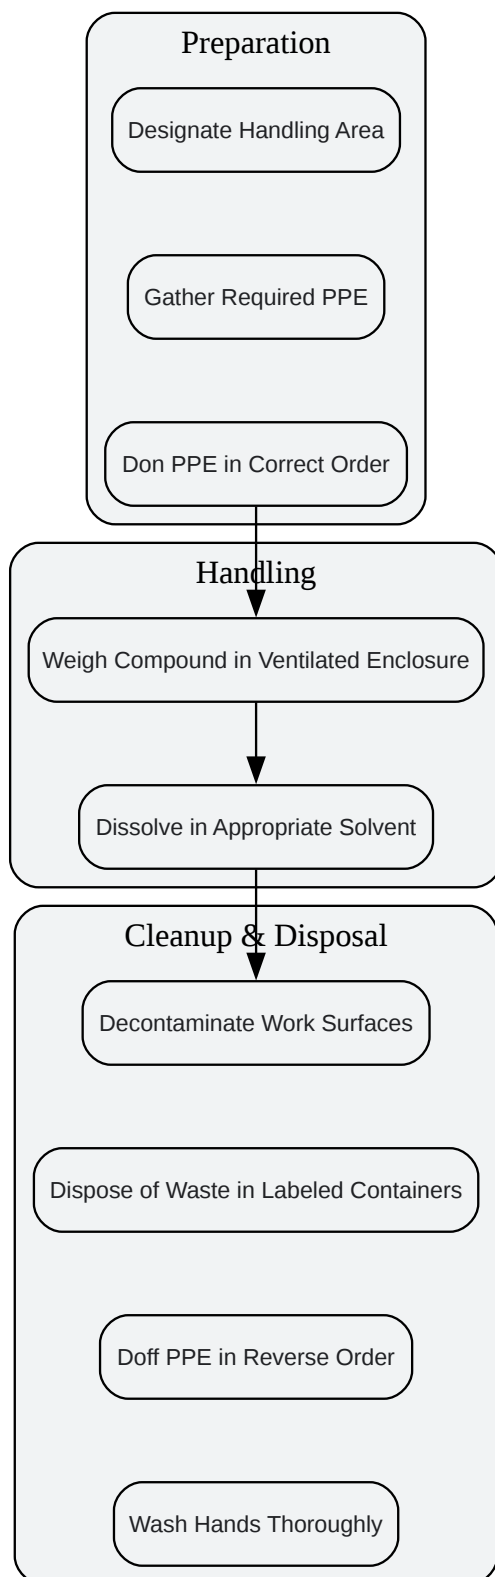 Preparation
Designate Handling Area
Gather Required PPE
Don PPE in Correct Order
Handling
Weigh Compound in Ventilated Enclosure
Dissolve in Appropriate Solvent
Cleanup & Disposal
Decontaminate Work Surfaces
Dispose of Waste in Labeled Containers
Doff PPE in Reverse Order
Wash Hands Thoroughly